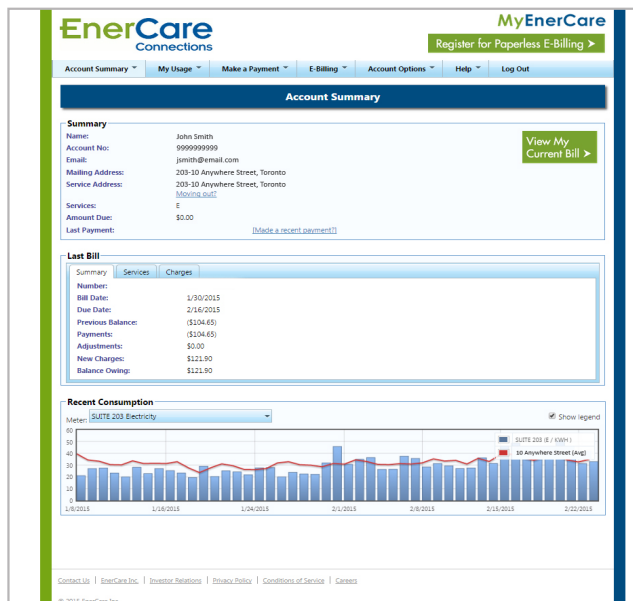 EnerCare
Connections
MyEnerCare
Register for Paperless E-Billing >
Account Summary My Usage Make a Payment E-Billing Account Options Help Log Out
Account Summary
Summary
Name: John Smith
Account No: 9999999999
Email: jsmith@email.com
Mailing Address: 203-10 Anywhere Street, Toronto
Service Address: 203-10 Anywhere Street, Toronto
Moving out?
Services: E
Amount Due: $0.00
Last Payment: [Made a recent payment?]
View My
Current Bill >
Last Bill
Summary Services Charges
Number:
Bill Date: 1/30/2015
Due Date: 2/16/2015
Previous Balance: ($104.65)
Payments: ($104.65)
Adjustments: $0.00
New Charges: $121.90
Balance Owing: $121.90
Recent Consumption
Meter: SUITE 203 Electricity
Show legend
60
50
40
30
20
10
0
SUITE 203 (E / KWH )
10 Anywhere Street (Avg)
1/8/2015 1/16/2015 1/24/2015 2/1/2015 2/8/2015 2/15/2015 2/22/2015
Contact Us | EnerCare Inc. | Investor Relations | Privacy Policy | Conditions of Service | Careers
© 2015 EnerCare Inc.